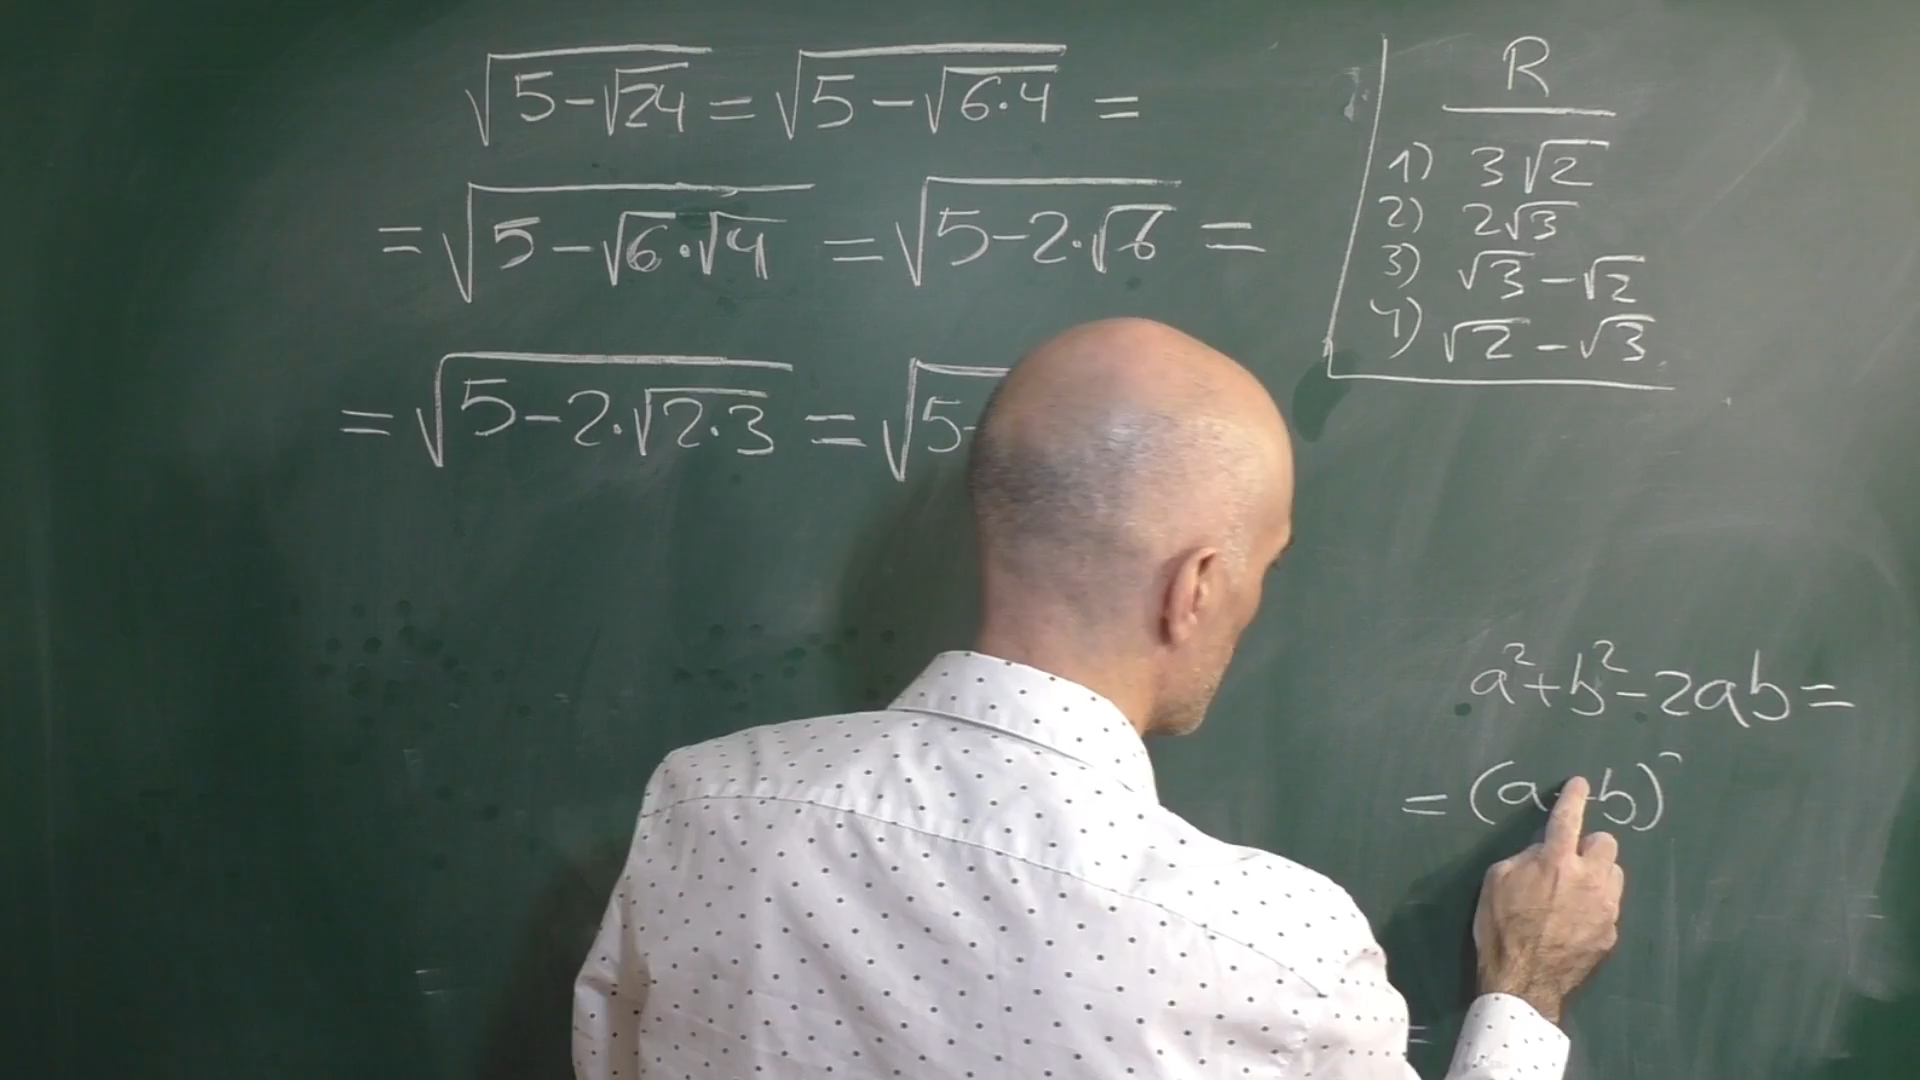 √(5-√24) = √(5-√(6·4)) =
= √(5-√6·√4) = √(5-2·√6) =
= √(5-2·√(2·3)) = √(5-
R
1) 3√2
2) 2√3
3) √3-√2
4) √2-√3
a²+b²-2ab=
=(a-b)²